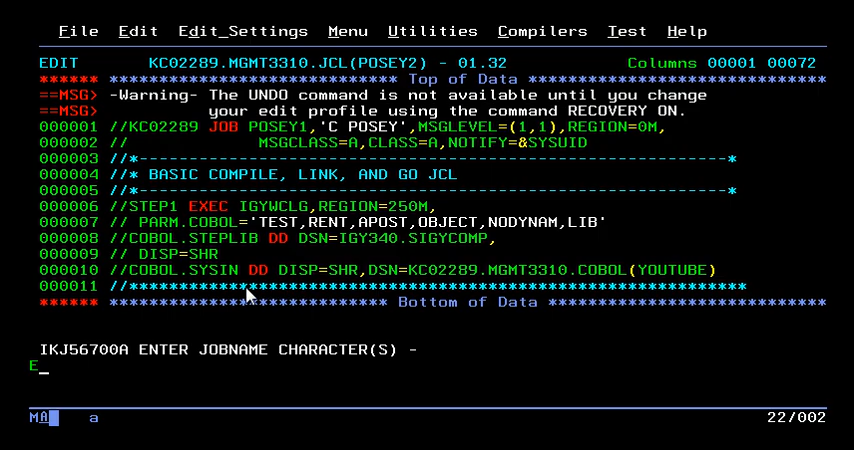 File Edit Edit_Settings Menu Utilities Compilers Test Help
EDIT KC02289.MGMT3310.JCL(POSEY2) - 01.32 Columns 00001 00072
****** ***************************** Top of Data ******************************
==MSG> -Warning- The UNDO command is not available until you change
==MSG> your edit profile using the command RECOVERY ON.
000001 //KC02289 JOB POSEY1,'C POSEY',MSGLEVEL=(1,1),REGION=0M,
000002 // MSGCLASS=A,CLASS=A,NOTIFY=&SYSUID
000003 //*---------------------------------------------------------------*
000004 //* BASIC COMPILE, LINK, AND GO JCL
000005 //*---------------------------------------------------------------*
000006 //STEP1 EXEC IGYWCLG,REGION=250M,
000007 // PARM.COBOL='TEST,RENT,APOST,OBJECT,NODYNAM,LIB'
000008 //COBOL.STEPLIB DD DSN=IGY340.SIGYCOMP,
000009 // DISP=SHR
000010 //COBOL.SYSIN DD DISP=SHR,DSN=KC02289.MGMT3310.COBOL(YOUTUBE)
000011 //******************************************************************
****** **************************** Bottom of Data ****************************
IKJ56700A ENTER JOBNAME CHARACTER(S) -
E_
MA a 22/002